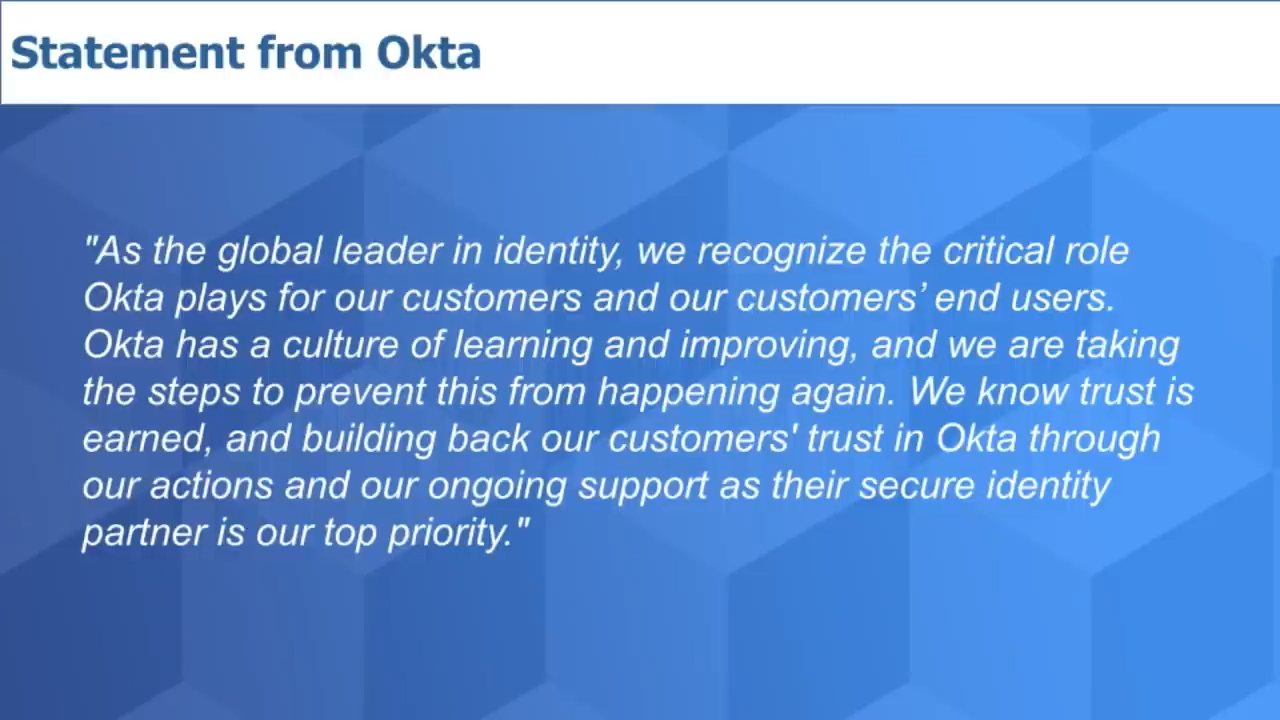 Statement from Okta
"As the global leader in identity, we recognize the critical role
Okta plays for our customers and our customers’ end users.
Okta has a culture of learning and improving, and we are taking
the steps to prevent this from happening again. We know trust is
earned, and building back our customers' trust in Okta through
our actions and our ongoing support as their secure identity
partner is our top priority."